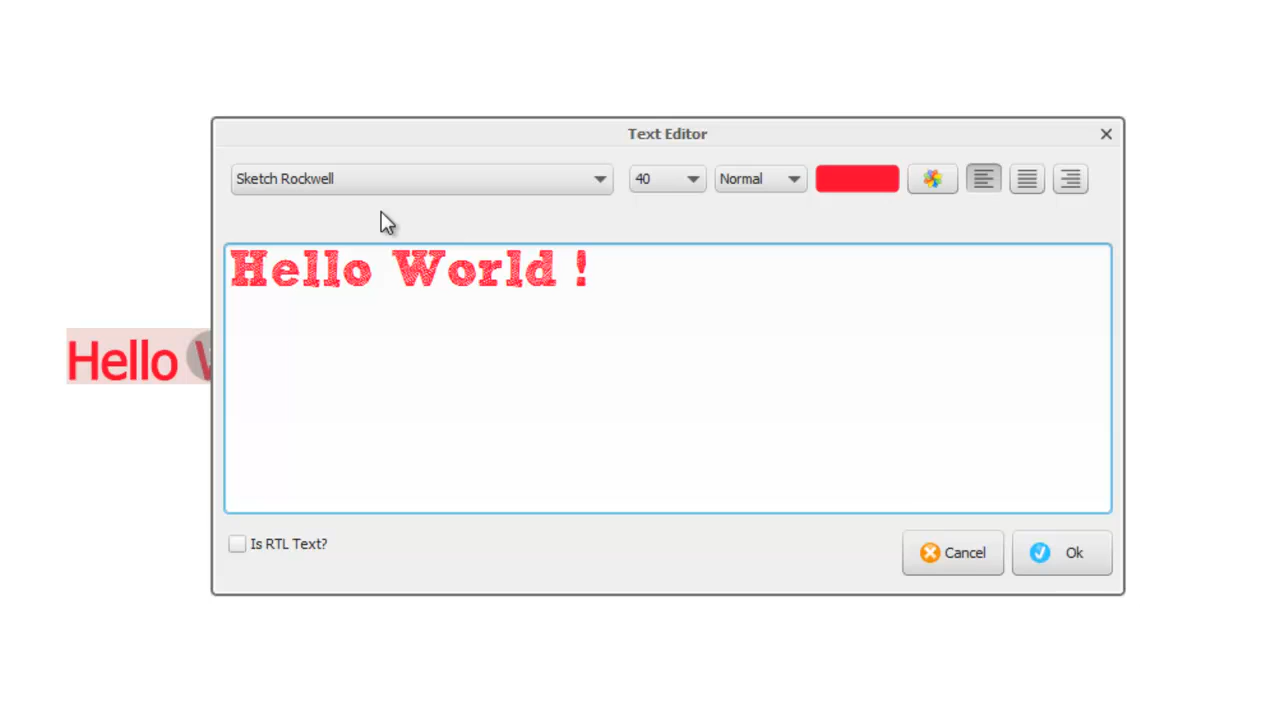 Text Editor
Sketch Rockwell 40 Normal
Hello World !
Hello
Is RTL Text?
Cancel Ok